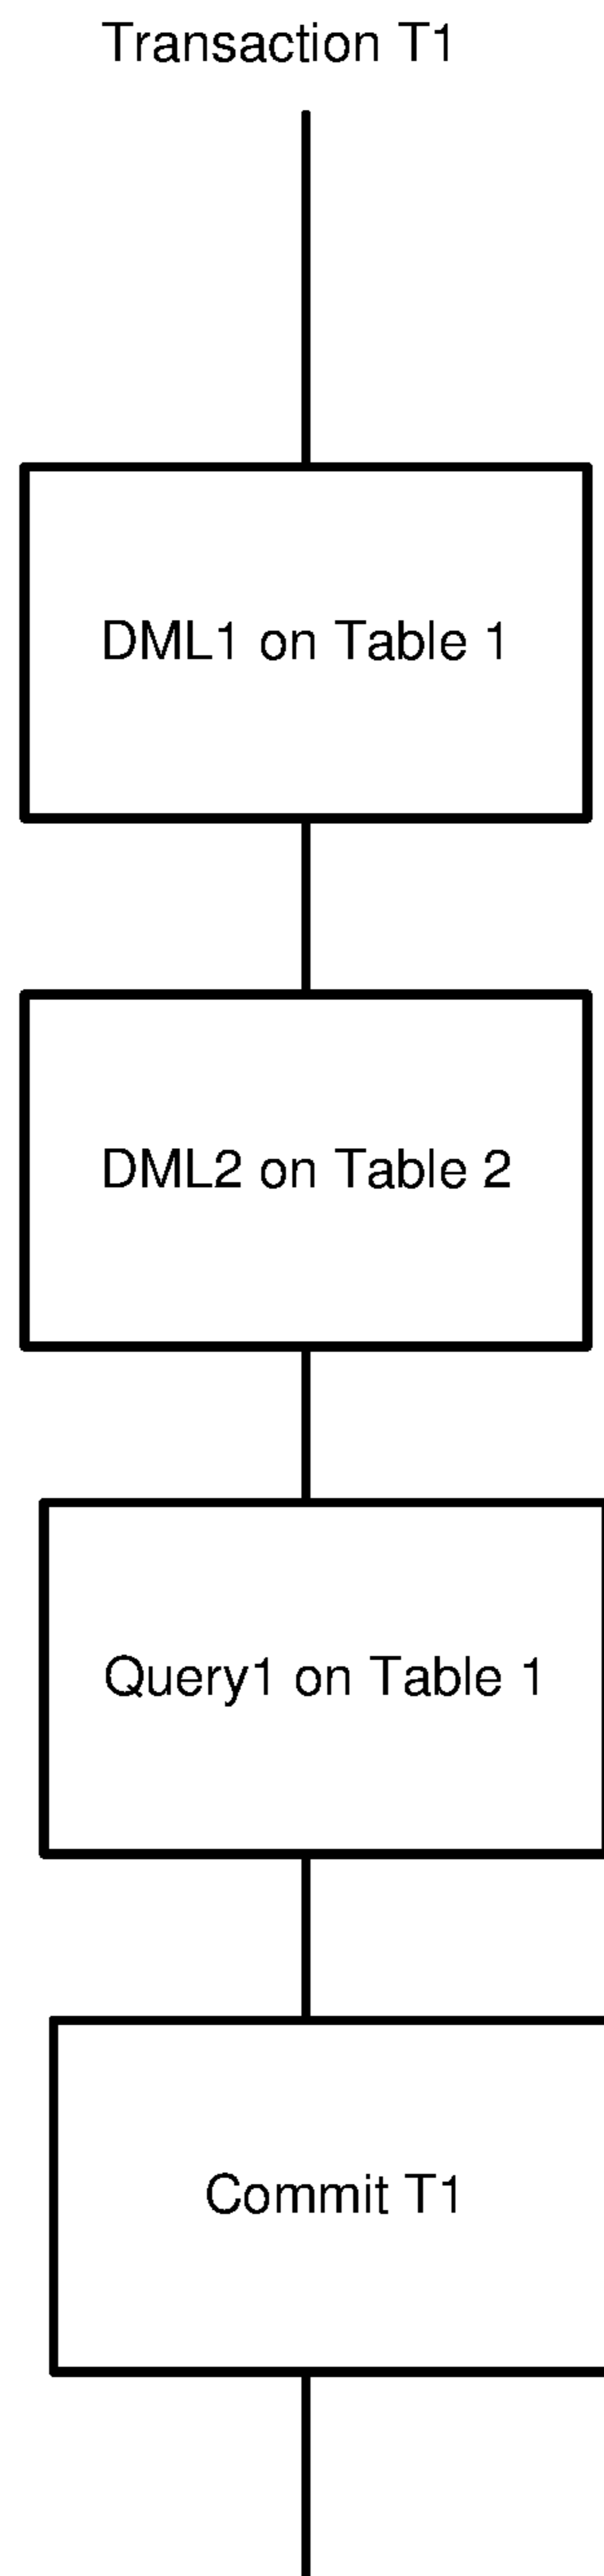 Transaction T1
DML1 on Table 1
DML2 on Table 2
Query1 on Table 1
Commit T1